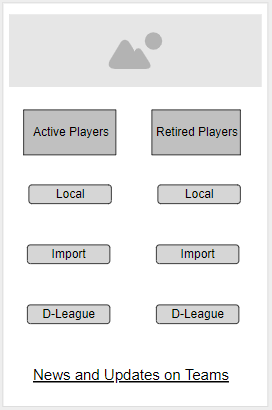 Active Players
Retired Players
Local
Local
Import
Import
D-League
D-League
News and Updates on Teams